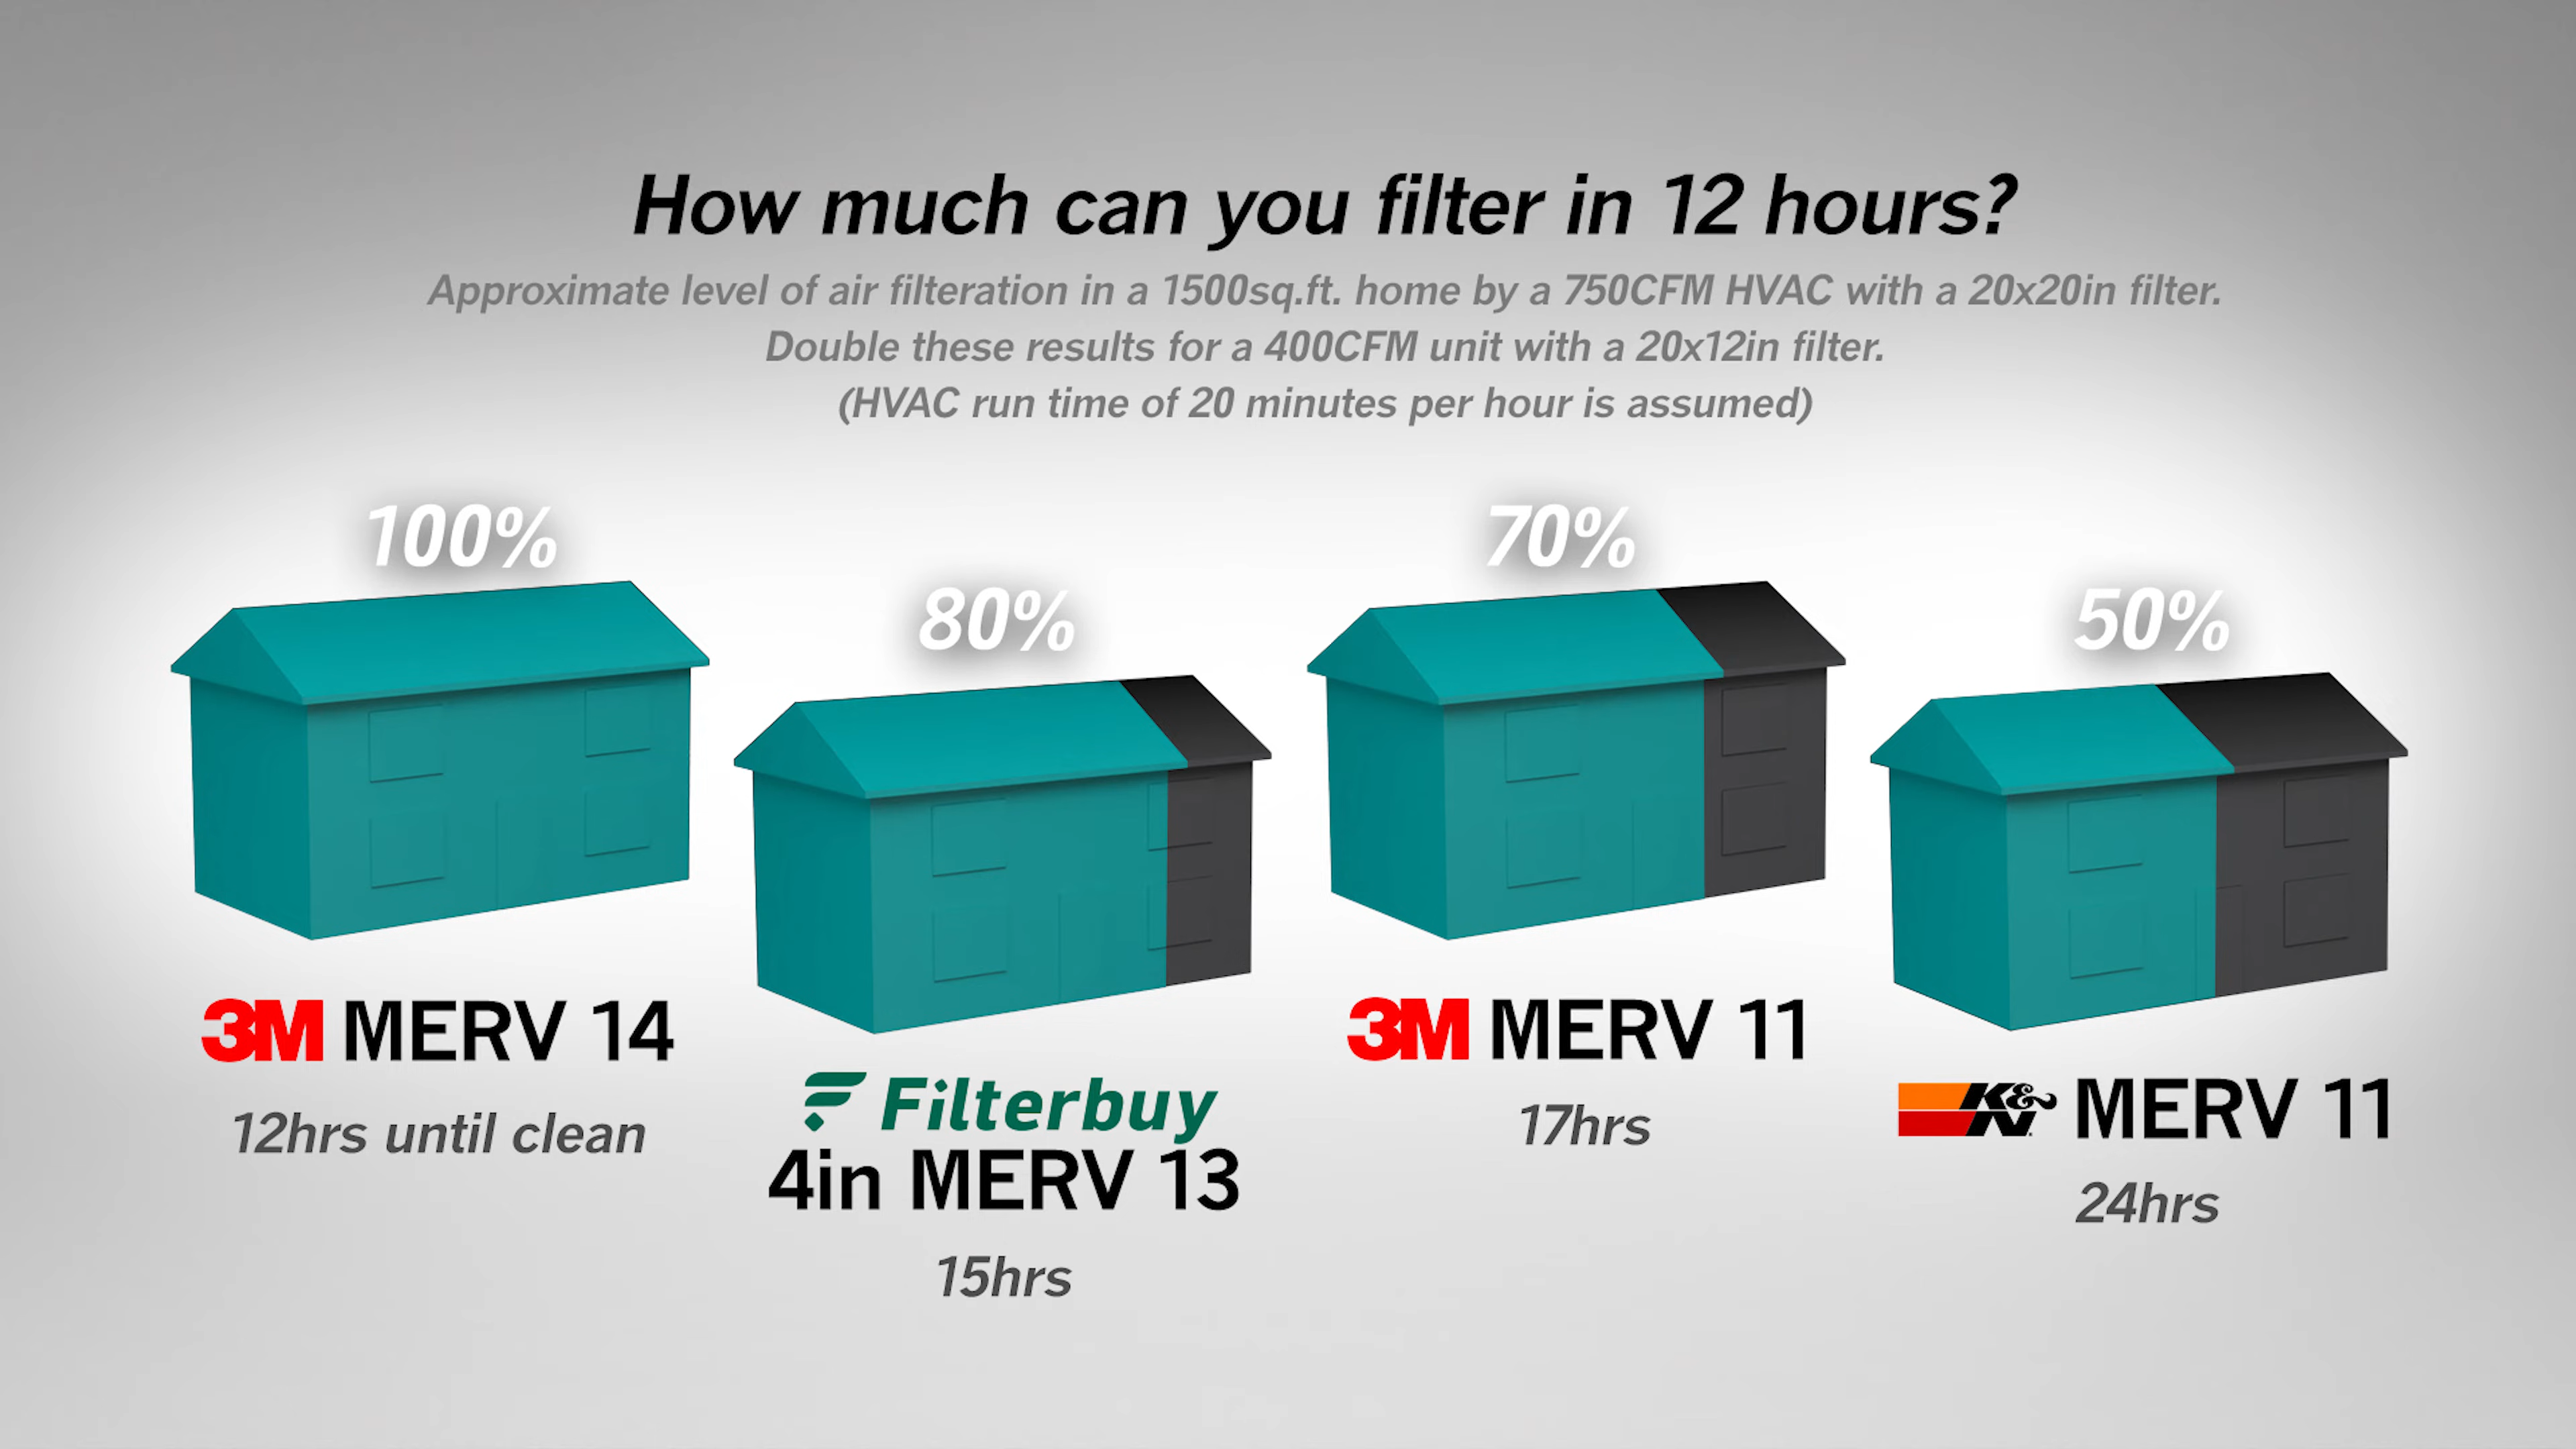 How much can you filter in 12 hours?
Approximate level of air filteration in a 1500sq.ft. home by a 750CFM HVAC with a 20x20in filter.
Double these results for a 400CFM unit with a 20x12in filter.
(HVAC run time of 20 minutes per hour is assumed)
100%
3M MERV 14
12hrs until clean
80%
Filterbuy
4in MERV 13
15hrs
70%
3M MERV 11
17hrs
50%
K&N MERV 11
24hrs